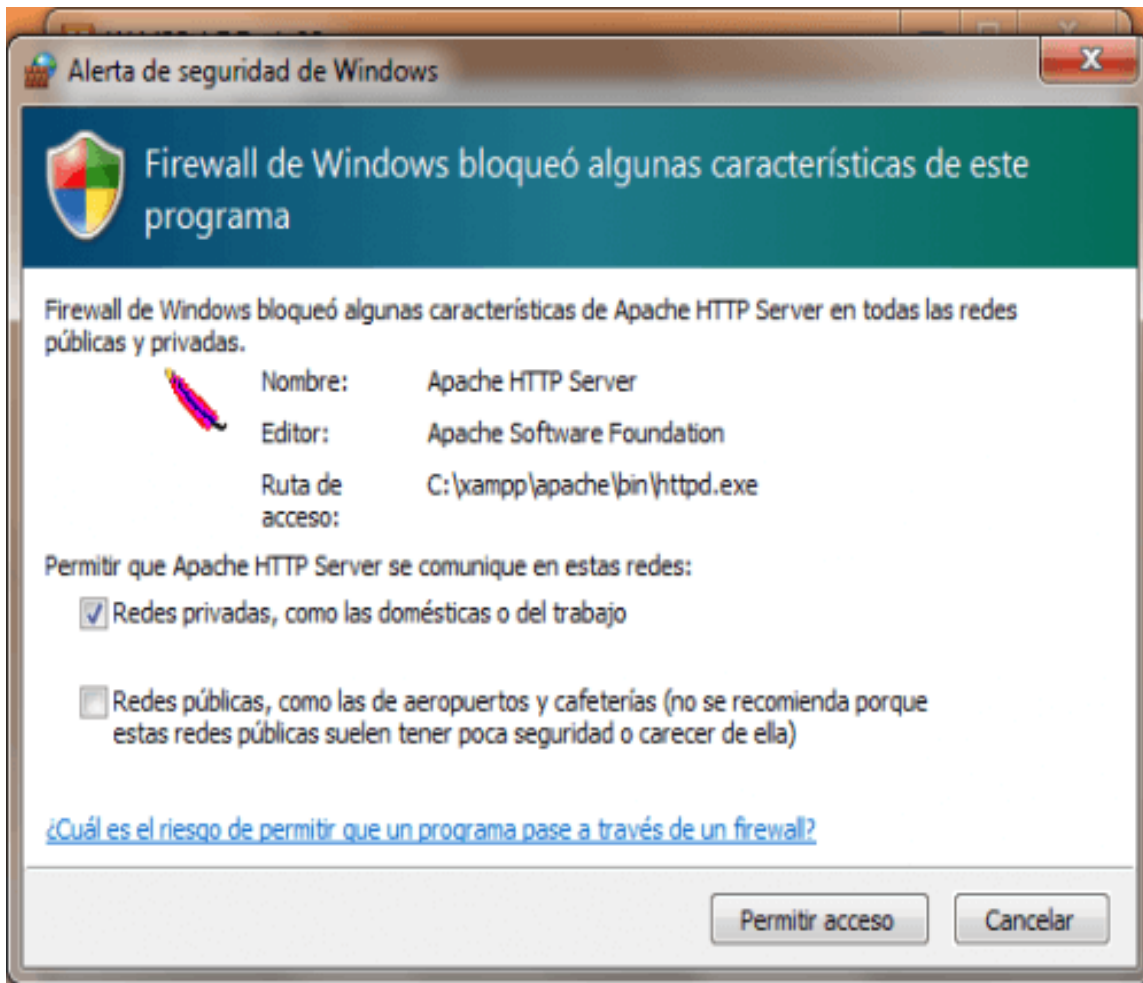 Alerta de seguridad de Windows
Firewall de Windows bloqueó algunas características de este
programa
Firewall de Windows bloqueó algunas características de Apache HTTP Server en todas las redes
públicas y privadas.
Nombre: Apache HTTP Server
Editor: Apache Software Foundation
Ruta de acceso: C:\xampp\apache\bin\httpd.exe
Permitir que Apache HTTP Server se comunique en estas redes:
Redes privadas, como las domésticas o del trabajo
Redes públicas, como las de aeropuertos y cafeterías (no se recomienda porque
estas redes públicas suelen tener poca seguridad o carecer de ella)
¿Cuál es el riesgo de permitir que un programa pase a través de un firewall?
Permitir acceso Cancelar